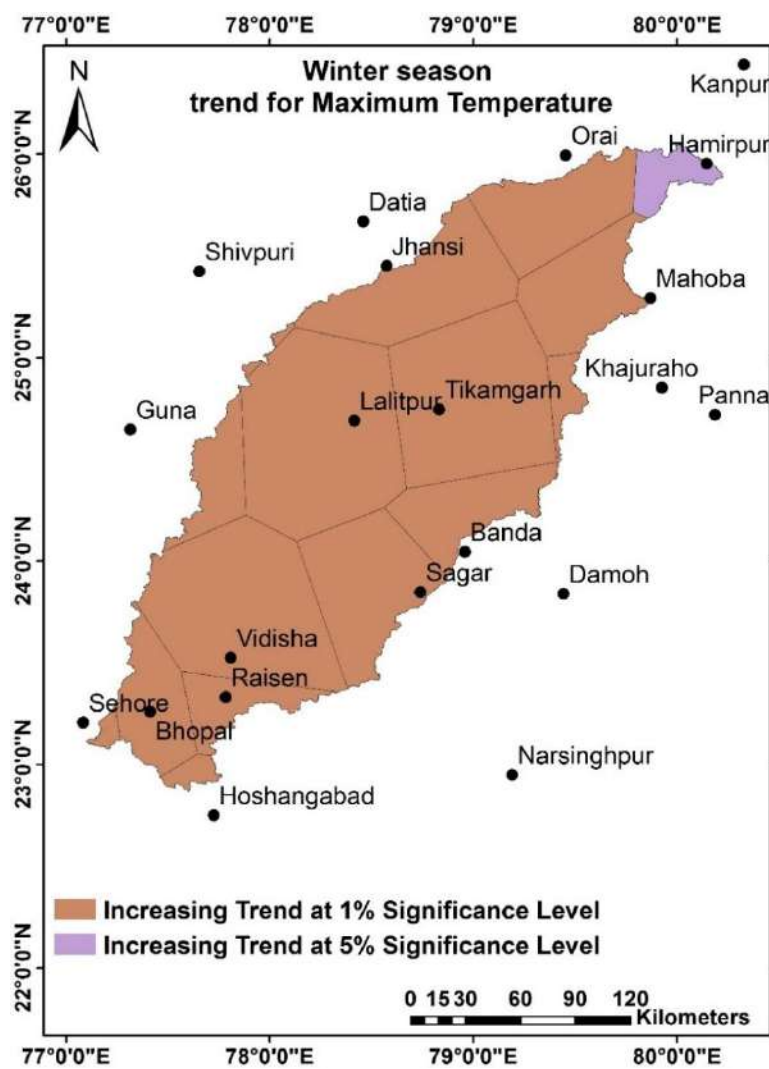 77°0'0"E 78°0'0"E 79°0'0"E 80°0'0"E
N
Winter season
trend for Maximum Temperature
Kanpur
26°0'0"N
Orai
Hamirpur
Datia
Jhansi
Shivpuri
Mahoba
25°0'0"N
Khajuraho
Panna
Guna
Lalitpur
Tikamgarh
24°0'0"N
Banda
Sagar
Damoh
Vidisha
Raisen
Sehore
Bhopal
23°0'0"N
Narsinghpur
Hoshangabad
Increasing Trend at 1% Significance Level
Increasing Trend at 5% Significance Level
22°0'0"N
0 15 30 60 90 120
Kilometers
77°0'0"E 78°0'0"E 79°0'0"E 80°0'0"E